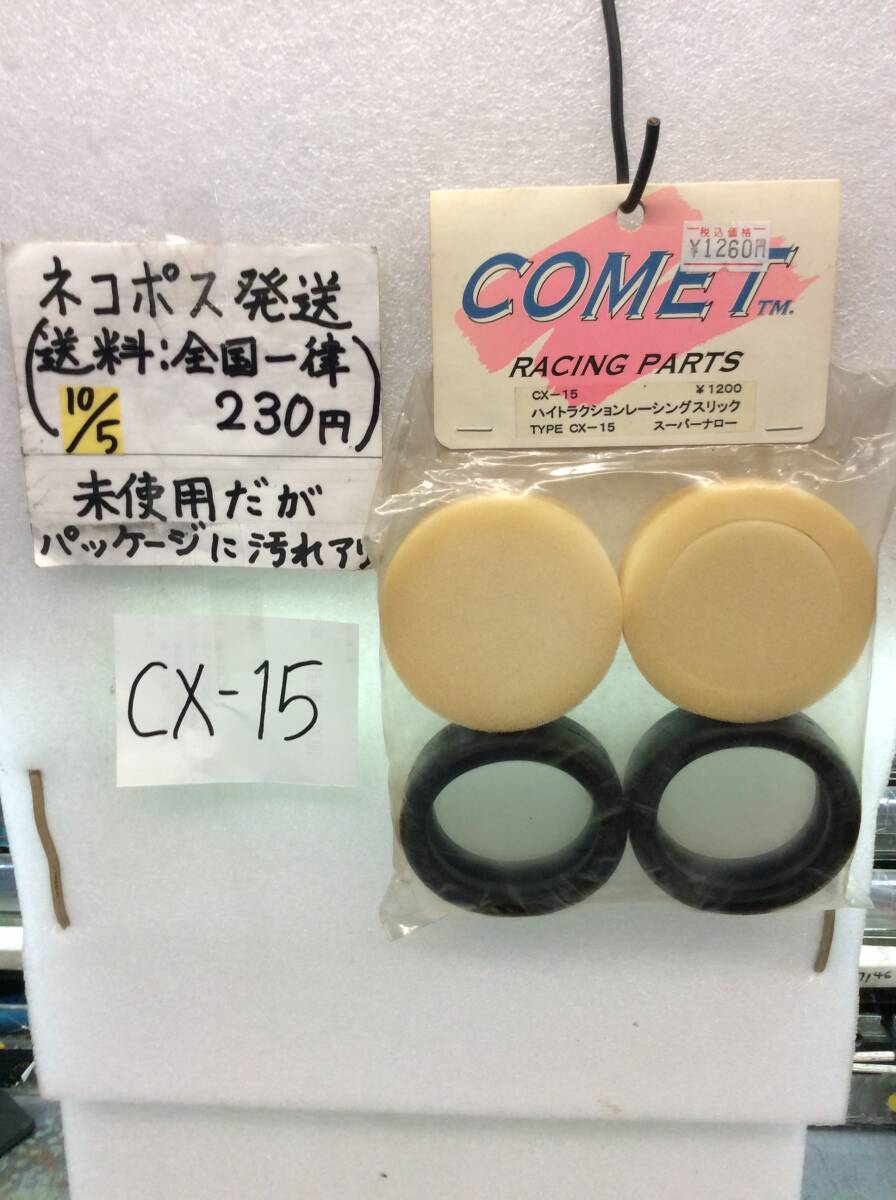 ネコポス発送
(送料:全国一律
230円)
10/5
未使用だが
パッケージに汚れアリ
CX-15
税込価格
¥1260円
COMET TM.
RACING PARTS
CX-15 ¥1200
ハイトラクションレーシングスリック
TYPE CX-15 スーパーナロー